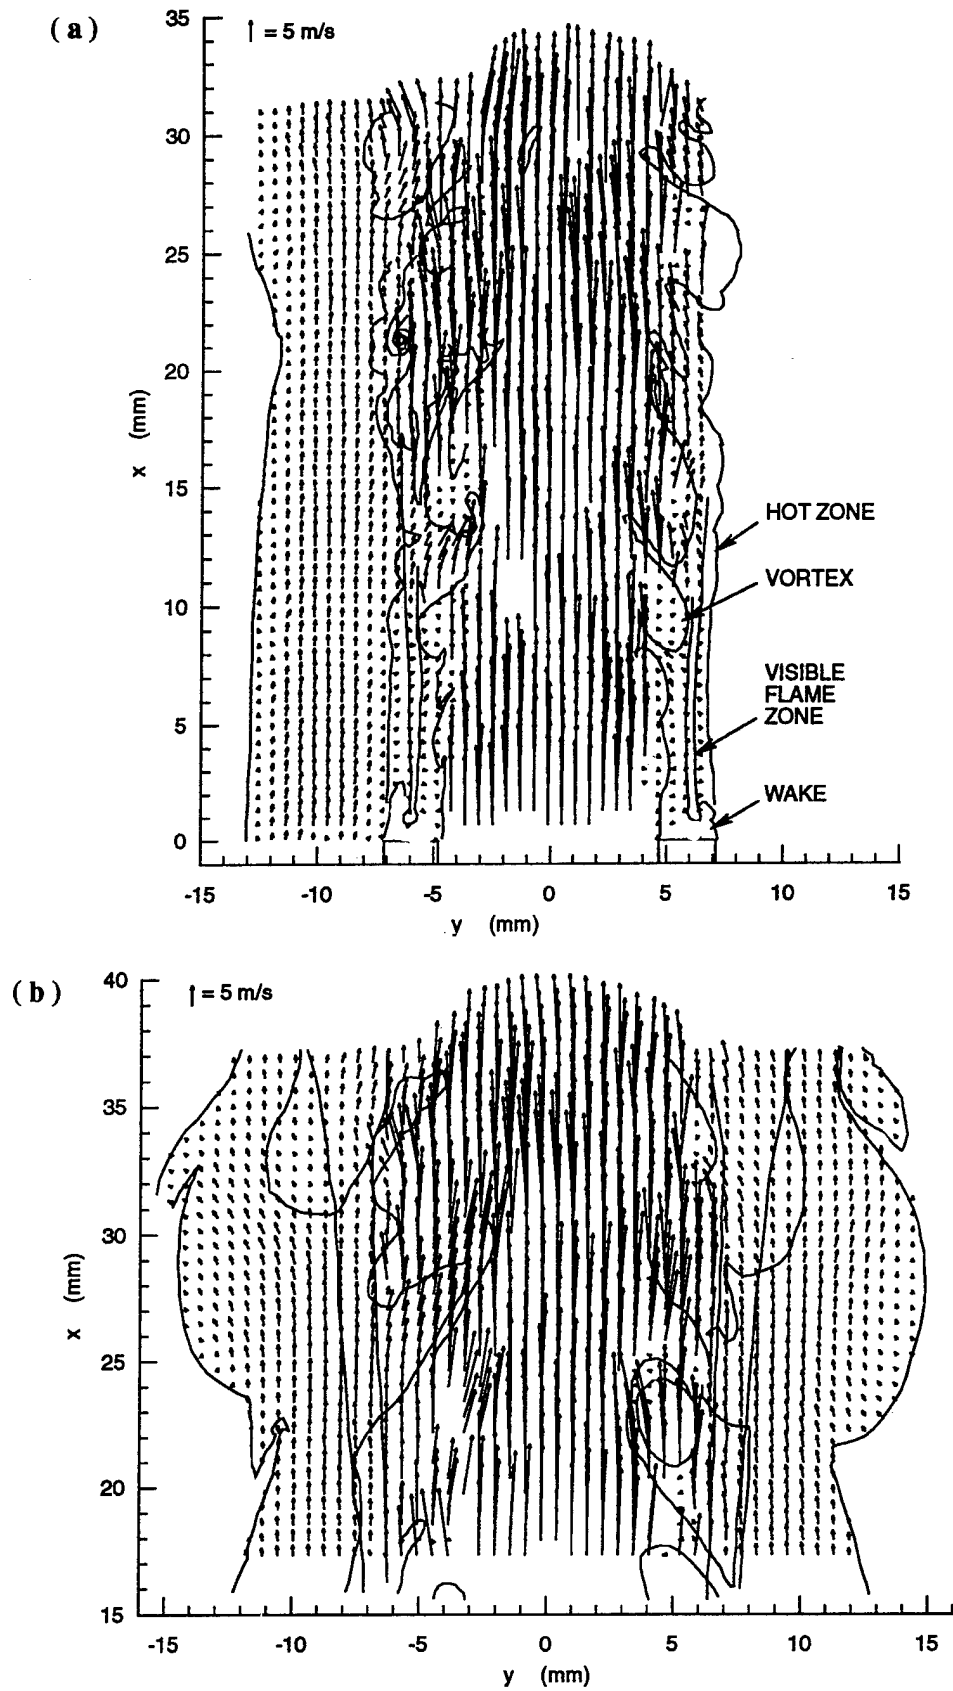 (a)
= 5 m/s
35
30
25
20
15
10
5
0
x (mm)
HOT ZONE
VORTEX
VISIBLE
FLAME
ZONE
WAKE
-15 -10 -5 0 5 10 15
y (mm)
(b)
= 5 m/s
40
35
30
25
20
15
x (mm)
-15 -10 -5 0 5 10 15
y (mm)